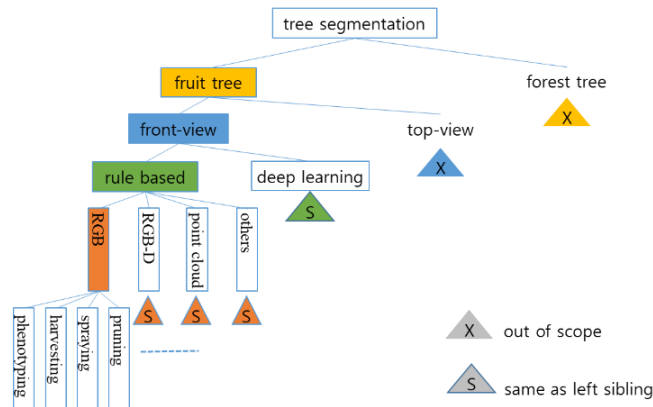 tree segmentation
fruit tree
forest tree
X
front-view
top-view
X
rule based
deep learning
S
RGB
RGB-D
point cloud
others
S
S
S
phenotyping
harvesting
spraying
pruning
X
out of scope
S
same as left sibling